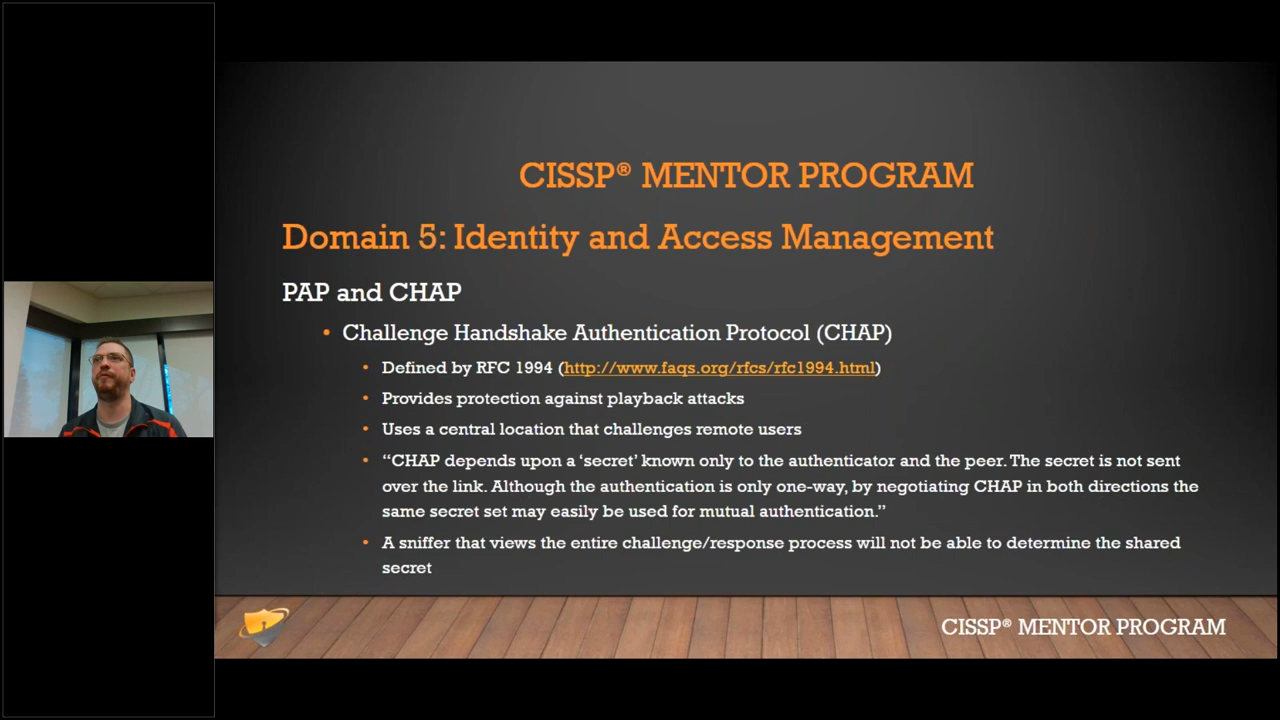 CISSP® MENTOR PROGRAM
Domain 5: Identity and Access Management
PAP and CHAP
• Challenge Handshake Authentication Protocol (CHAP)
• Defined by RFC 1994 (http://www.faqs.org/rfcs/rfc1994.html)
• Provides protection against playback attacks
• Uses a central location that challenges remote users
• “CHAP depends upon a ‘secret’ known only to the authenticator and the peer. The secret is not sent
over the link. Although the authentication is only one-way, by negotiating CHAP in both directions the
same secret set may easily be used for mutual authentication.”
• A sniffer that views the entire challenge/response process will not be able to determine the shared
secret
CISSP® MENTOR PROGRAM